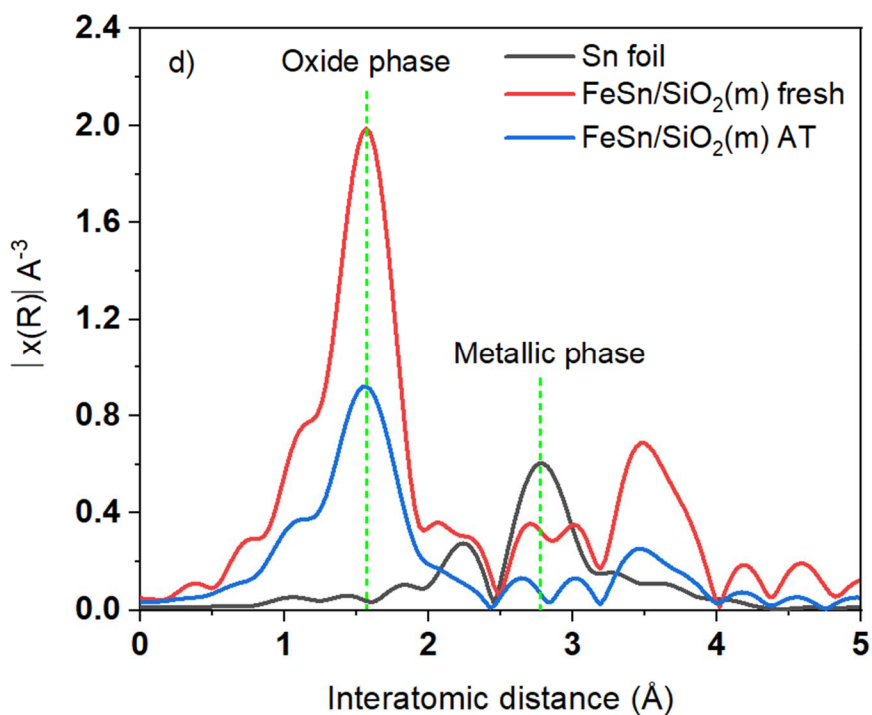 d)
Oxide phase
Sn foil
FeSn/SiO₂(m) fresh
FeSn/SiO₂(m) AT
Metallic phase
|x(R)| A⁻³
2.4
2.0
1.6
1.2
0.8
0.4
0.0
0 1 2 3 4 5
Interatomic distance (Å)